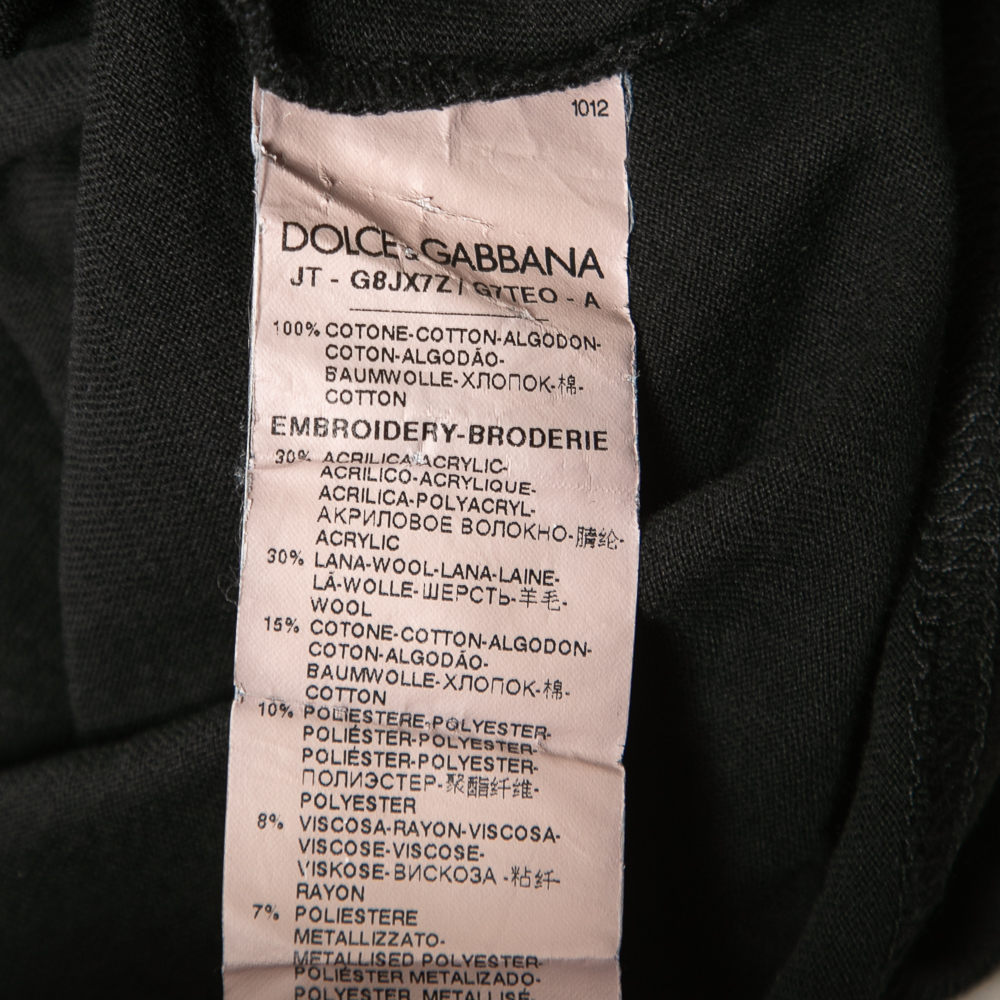 1012
DOLCE&GABBANA
JT - G8JX7Z / G7TEO - A
100% COTONE-COTTON-ALGODON-
COTON-ALGODÃO-
BAUMWOLLE-ХЛОПОК-棉-
COTTON
EMBROIDERY-BRODERIE
30% ACRILICA-ACRYLIC-
ACRILICO-ACRYLIQUE-
ACRILICA-POLYACRYL-
АКРИЛОВОЕ ВОЛОКНО-腈纶-
ACRYLIC
30% LANA-WOOL-LANA-LAINE-
LÃ-WOLLE-ШЕРСТЬ-羊毛-
WOOL
15% COTONE-COTTON-ALGODON-
COTON-ALGODÃO-
BAUMWOLLE-ХЛОПОК-棉-
COTTON
10% POLIESTERE-POLYESTER-
POLIÉSTER-POLYESTER-
POLIÉSTER-POLYESTER-
ПОЛИЭСТЕР-聚酯纤维-
POLYESTER
8% VISCOSA-RAYON-VISCOSA-
VISCOSE-VISCOSE-
VISKOSE-ВИСКОЗА -粘纤-
RAYON
7% POLIESTERE
METALLIZZATO-
METALLISED POLYESTER-
POLIÉSTER METALIZADO-
POLYESTER METALLISÉ-